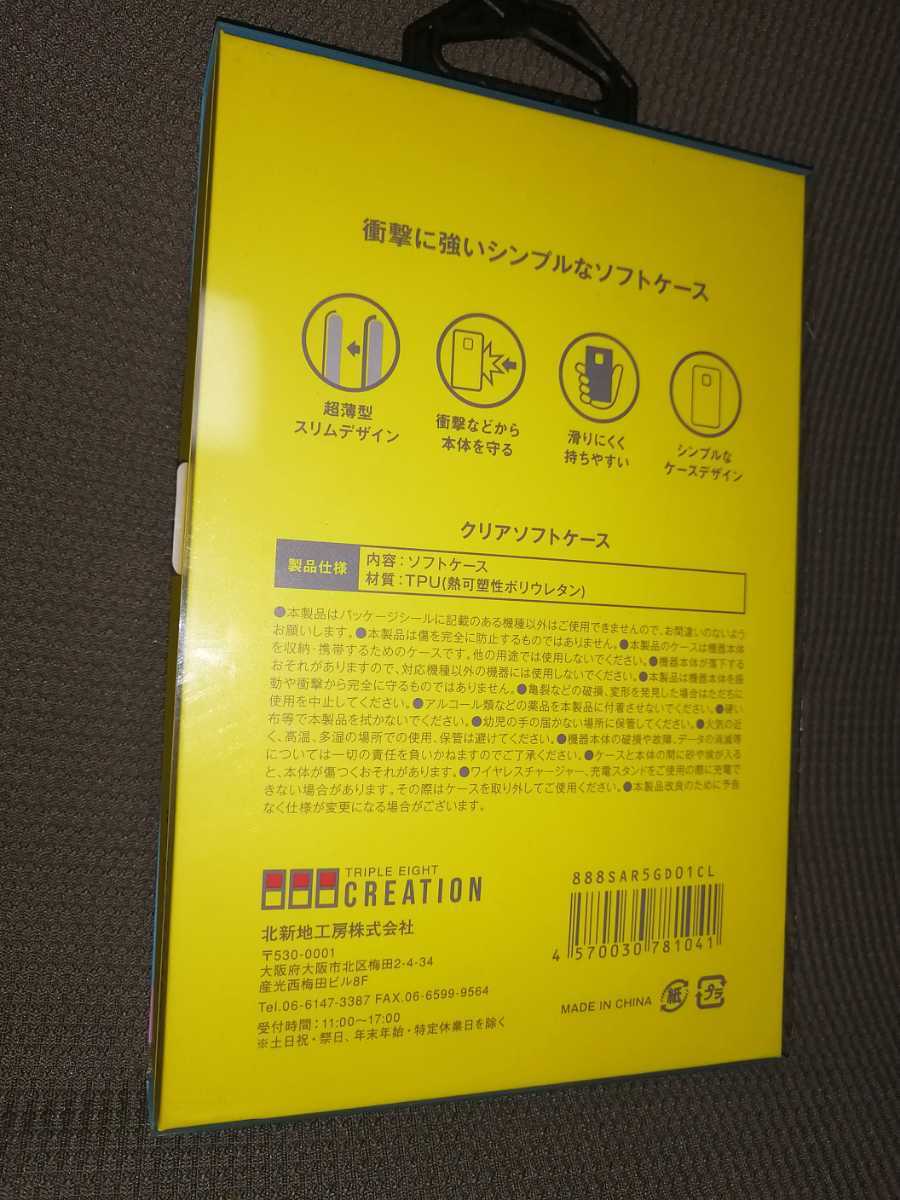 衝撃に強いシンプルなソフトケース
超薄型
スリムデザイン
衝撃などから
本体を守る
滑りにくく
持ちやすい
シンプルな
ケースデザイン
クリアソフトケース
製品仕様
内容：ソフトケース
材質：TPU(熱可塑性ポリウレタン)
●本製品はパッケージシールに記載のある機種以外はご使用できませんので、お間違いのないよう
お願いします。●本製品は傷を完全に防止するものではありません。●本製品のケースは機器本体
を収納・携帯するためのケースです。他の用途では使用しないでください。●機器本体が落下する
おそれがありますので、対応機種以外の機器には使用しないでください。●本製品は機器本体を振
動や衝撃から完全に守るものではありません。●亀裂などの破損、変形を発見した場合はただちに
使用を中止してください。●アルコール類などの薬品を本製品に付着させないでください。●硬い
布等で本製品を拭かないでください。●幼児の手の届かない場所に保管してください。●火気の近
く、高温、多湿の場所での使用、保管は避けてください。●機器本体の破損や故障、データの消滅等
については一切の責任を負いかねますのでご了承ください。●ケースと本体の間に砂や埃が入る
と、本体が傷つくおそれがあります。●ワイヤレスチャージャー、充電スタンドをご使用の際に充電で
きない場合があります。その際はケースを取り外してご使用ください。●本製品改良のために予告
なく仕様が変更になる場合がございます。
TRIPLE EIGHT
CREATION
北新地工房株式会社
〒530-0001
大阪府大阪市北区梅田2-4-34
産光西梅田ビル8F
Tel.06-6147-3387 FAX.06-6599-9564
受付時間：11:00～17:00
※土日祝・祭日、年末年始・特定休業日を除く
888SAR5GD01CL
4 570030 781041
MADE IN CHINA
紙
プラ